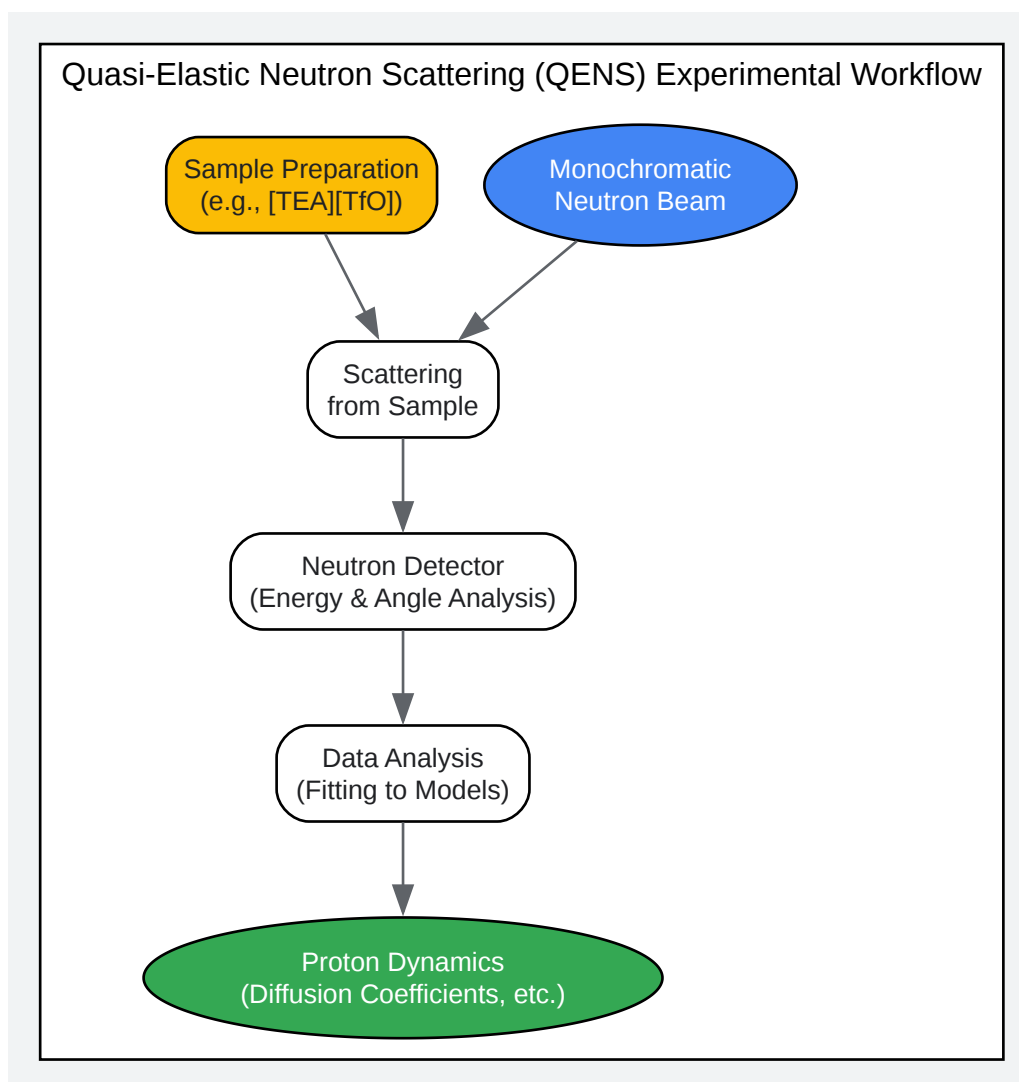 Quasi-Elastic Neutron Scattering (QENS) Experimental Workflow
Sample Preparation
(e.g., [TEA][TfO])
Monochromatic
Neutron Beam
Scattering
from Sample
Neutron Detector
(Energy & Angle Analysis)
Data Analysis
(Fitting to Models)
Proton Dynamics
(Diffusion Coefficients, etc.)